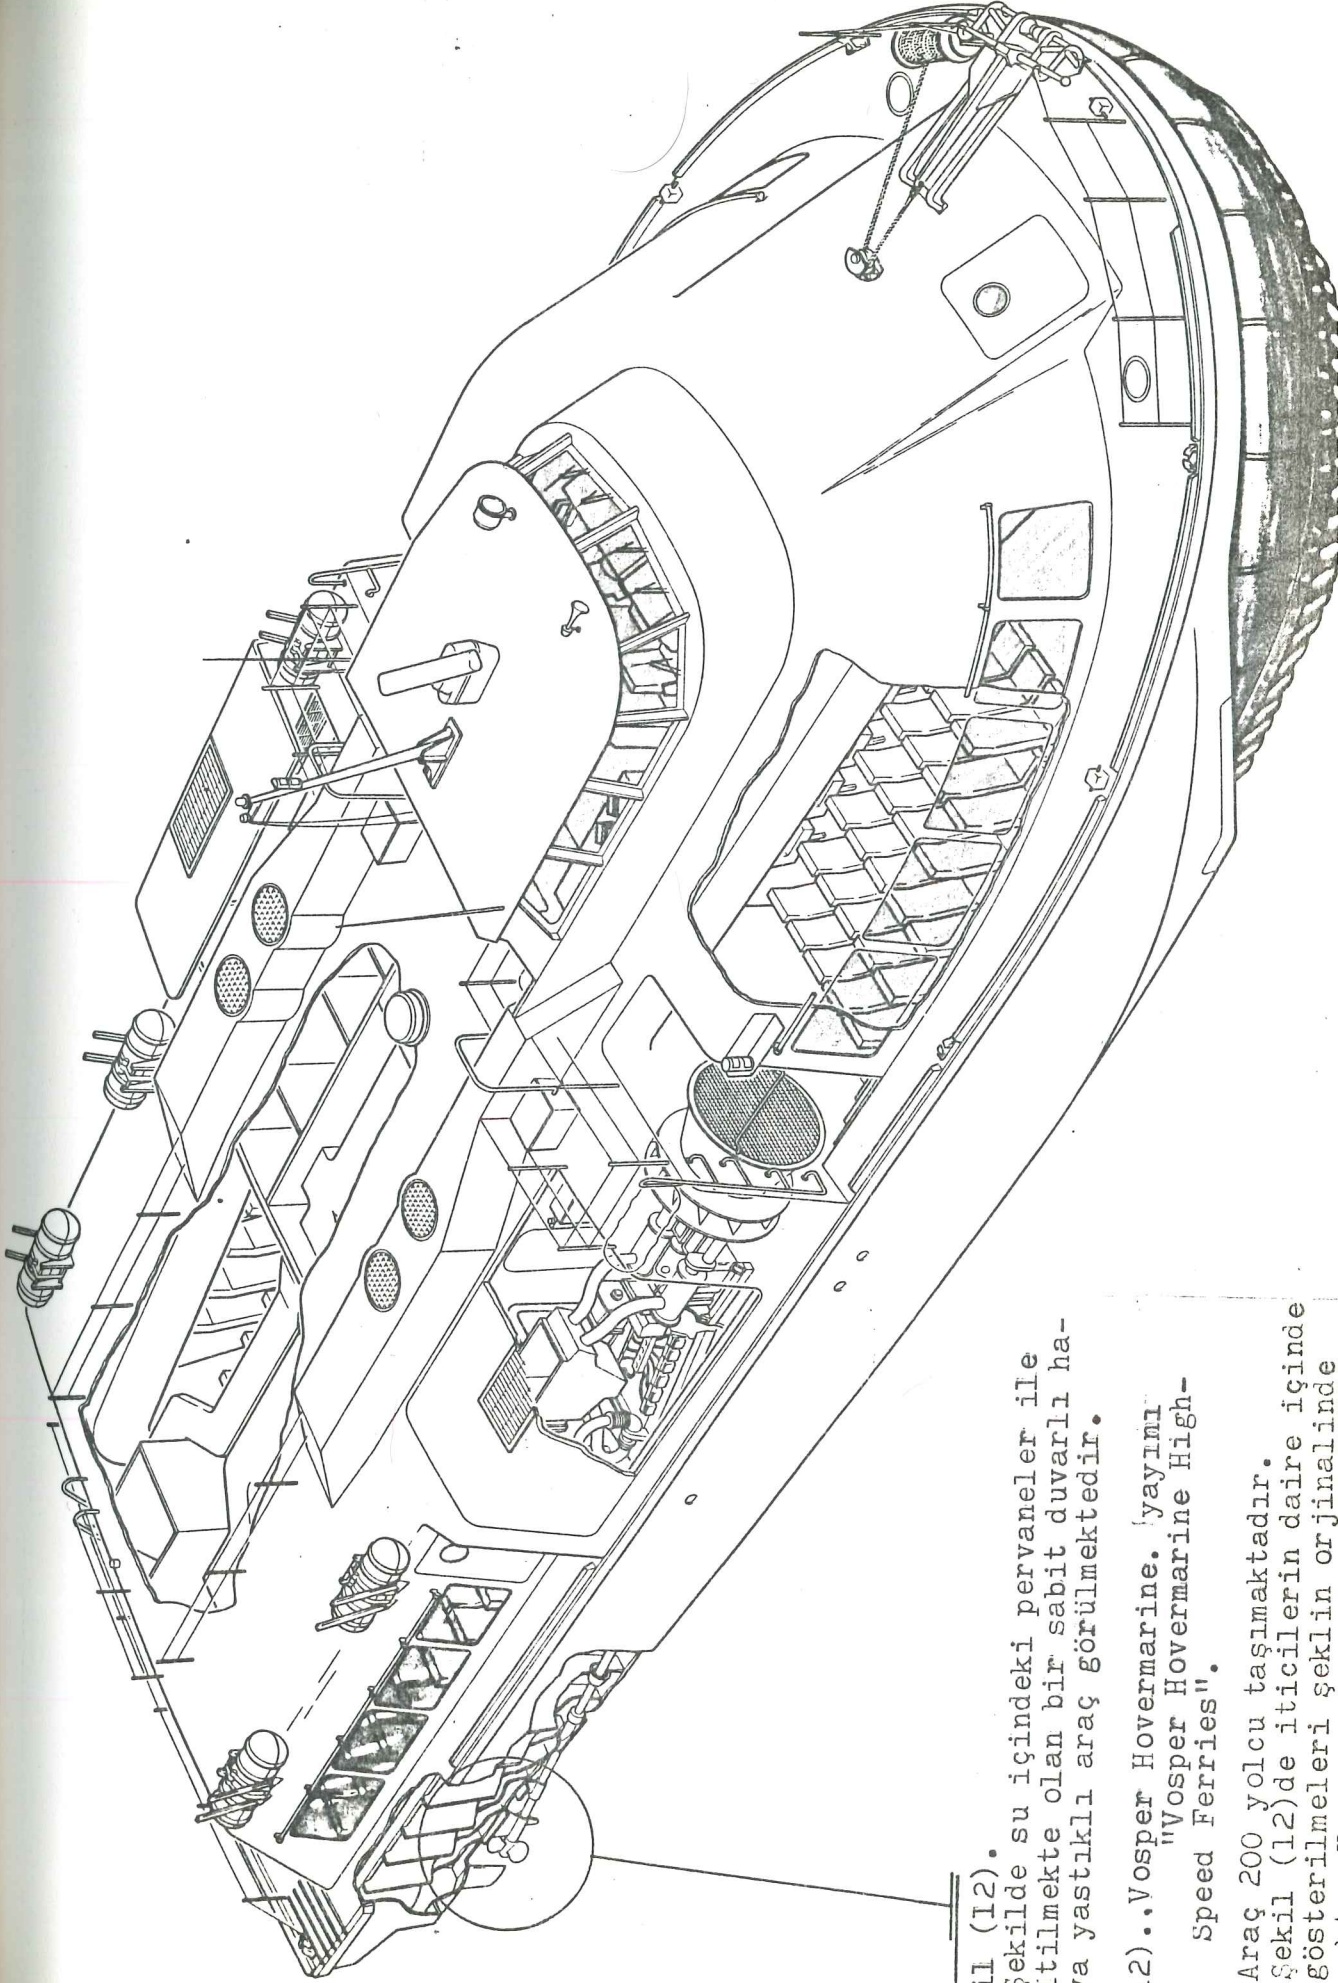 il (12).
Şekilde su içindeki pervaneler ile
itilmekte olan bir sabit duvarlı ha-
va yastıklı araç görülmektedir.
2)..Vosper Hovermarine. yayını
"Vosper Hovermarine High-
Speed Ferries".
Araç 200 yolcu taşımaktadır.
Şekil (12)de iticilerin daire içinde
gösterilmeleri şeklin orjinalinde